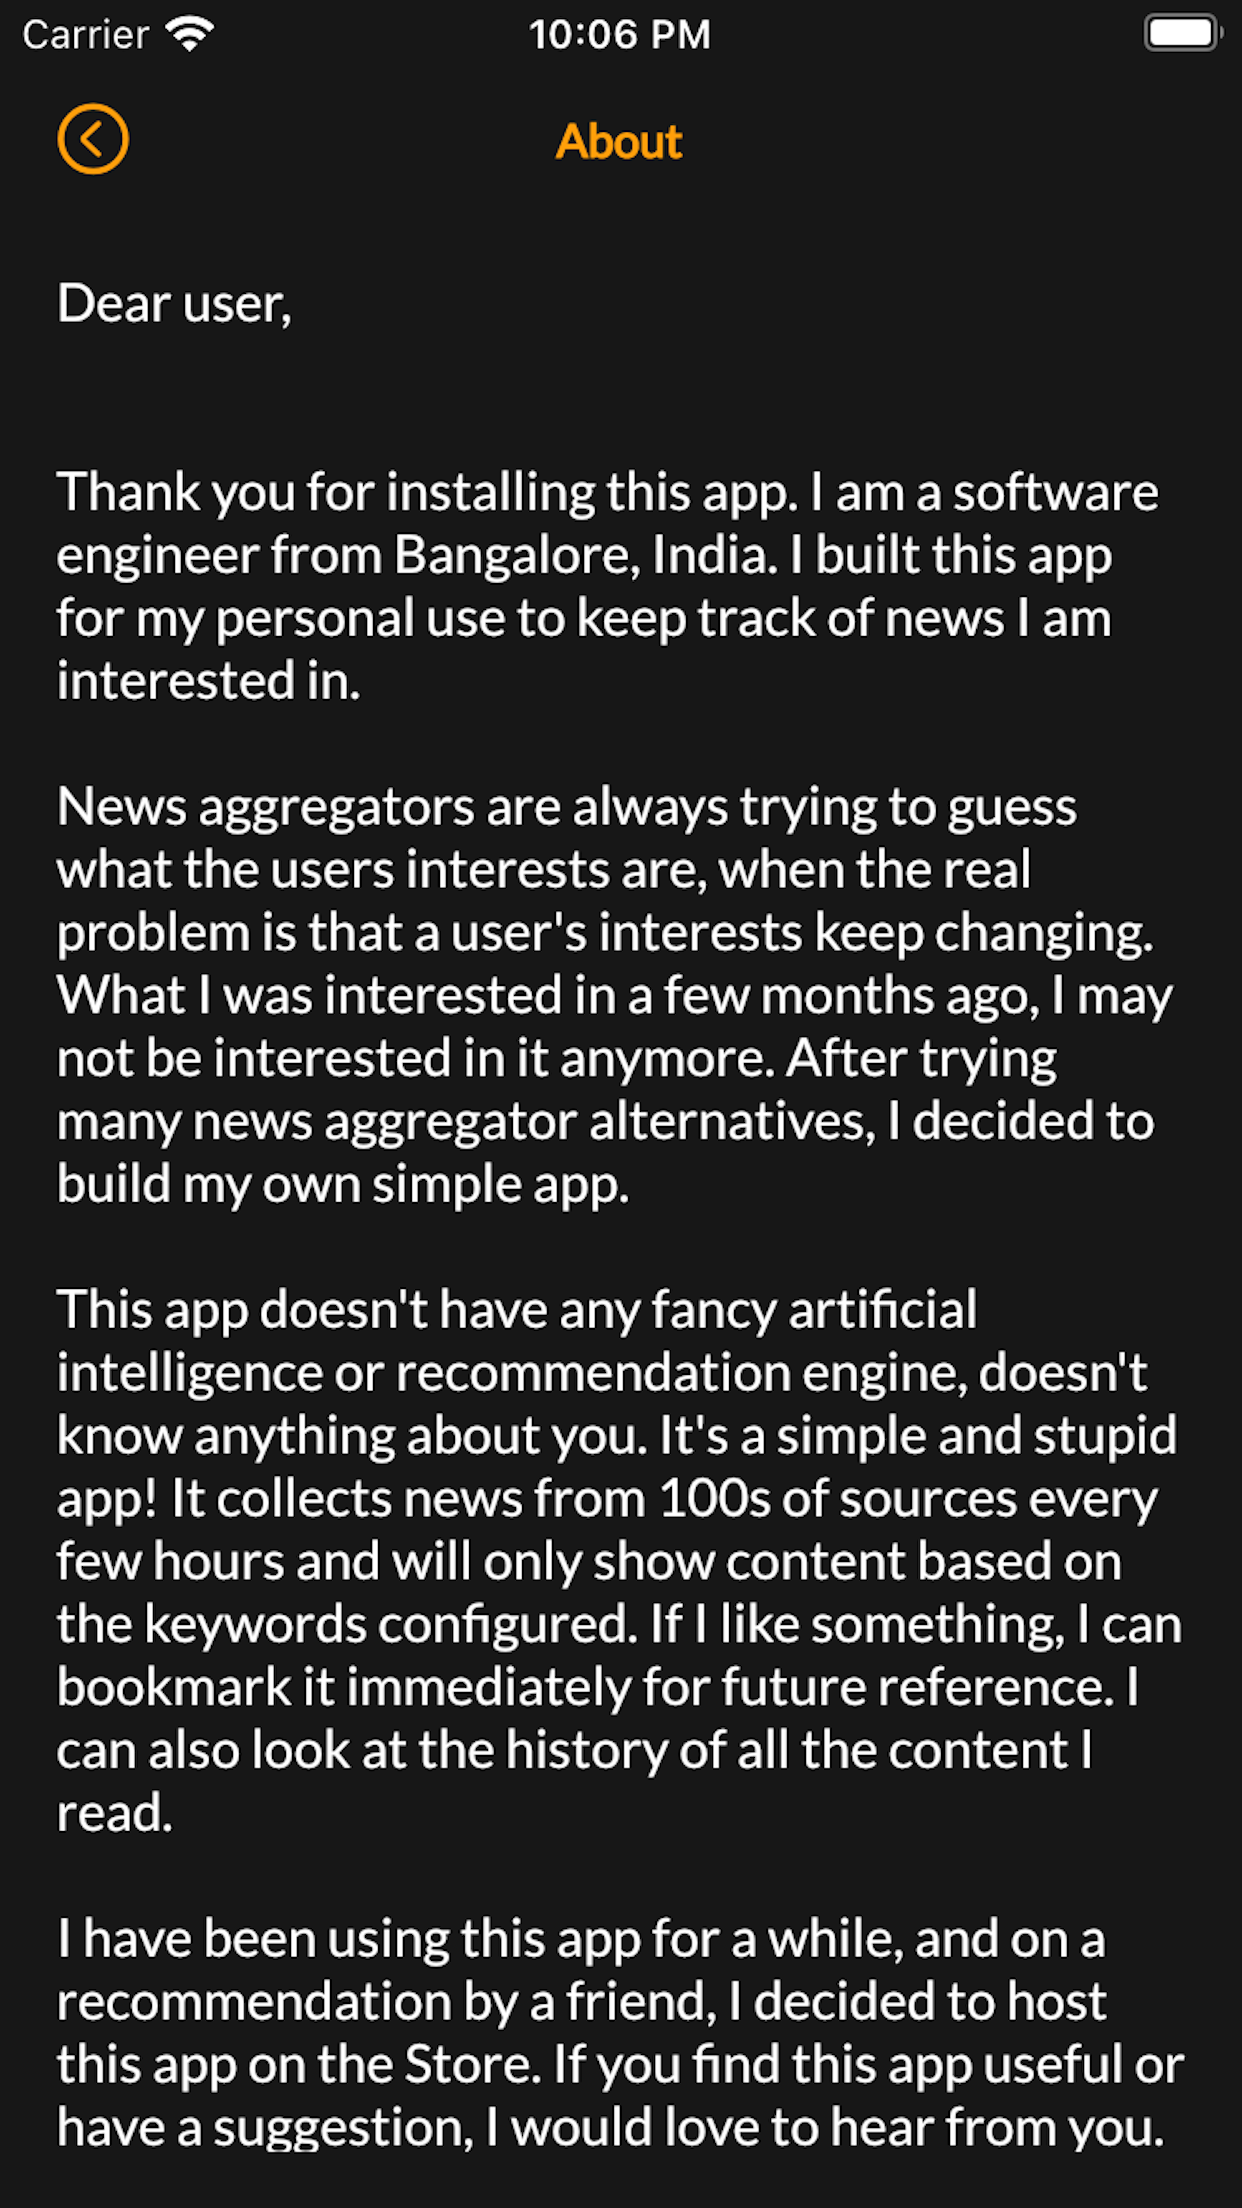 Carrier
10:06 PM
About
Dear user,
Thank you for installing this app. I am a software
engineer from Bangalore, India. I built this app
for my personal use to keep track of news I am
interested in.
News aggregators are always trying to guess
what the users interests are, when the real
problem is that a user's interests keep changing.
What I was interested in a few months ago, I may
not be interested in it anymore. After trying
many news aggregator alternatives, I decided to
build my own simple app.
This app doesn't have any fancy artificial
intelligence or recommendation engine, doesn't
know anything about you. It's a simple and stupid
app! It collects news from 100s of sources every
few hours and will only show content based on
the keywords configured. If I like something, I can
bookmark it immediately for future reference. I
can also look at the history of all the content I
read.
I have been using this app for a while, and on a
recommendation by a friend, I decided to host
this app on the Store. If you find this app useful or
have a suggestion, I would love to hear from you.